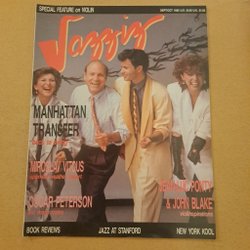 SPECIAL FEATURE on VIOLIN
Jazziz
MANHATTAN
TRANSFER
MIROSLAV VITOUS
OSCAR PETERSON
JEAN-LUC PONTY
& JOHN BLAKE
BOOK REVIEWS
JAZZ AT STANFORD
NEW YORK KOOL